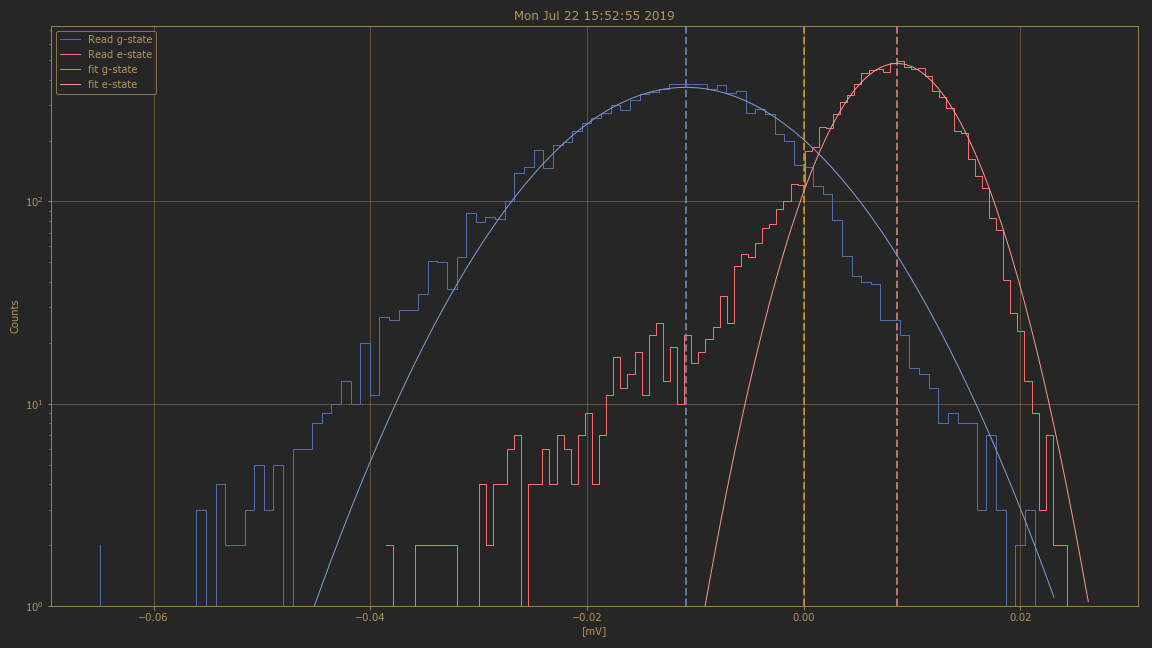 Mon Jul 22 15:52:55 2019
Read g-state
Read e-state
fit g-state
fit e-state
Counts
10²
10¹
10⁰
−0.06 −0.04 −0.02 0.00 0.02
[mV]